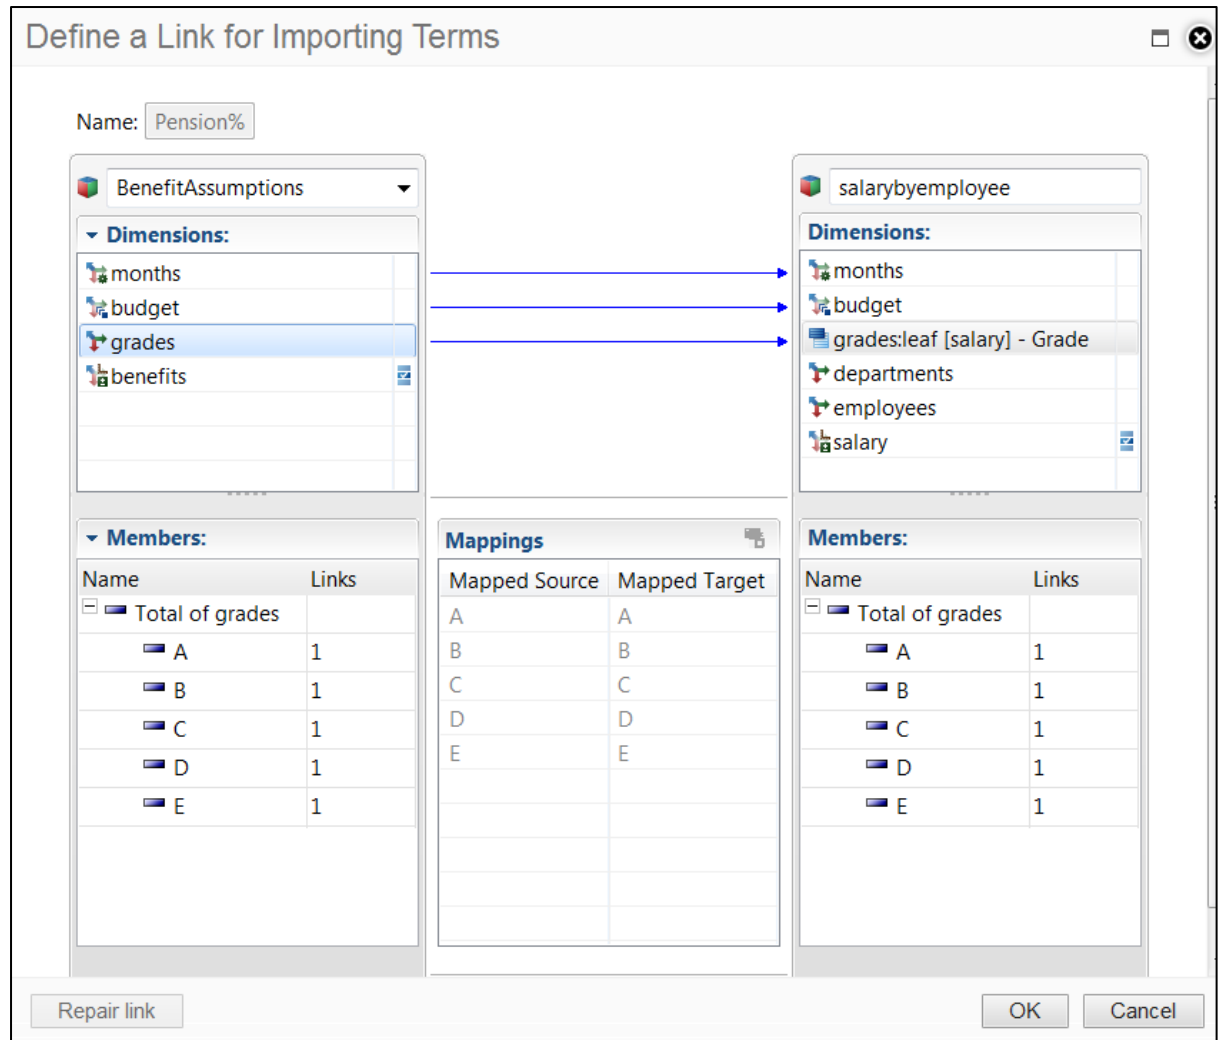 Define a Link for Importing Terms
Name: Pension%
BenefitAssumptions
salarybyemployee
Dimensions:
Dimensions:
months
months
budget
budget
grades
grades:leaf [salary] - Grade
benefits
departments
employees
salary
Members:
Mappings
Members:
Name Links
Mapped Source Mapped Target
Name Links
Total of grades
A A
Total of grades
A 1
B B
A 1
B 1
C C
B 1
C 1
D D
C 1
D 1
E E
D 1
E 1
E 1
Repair link
OK
Cancel